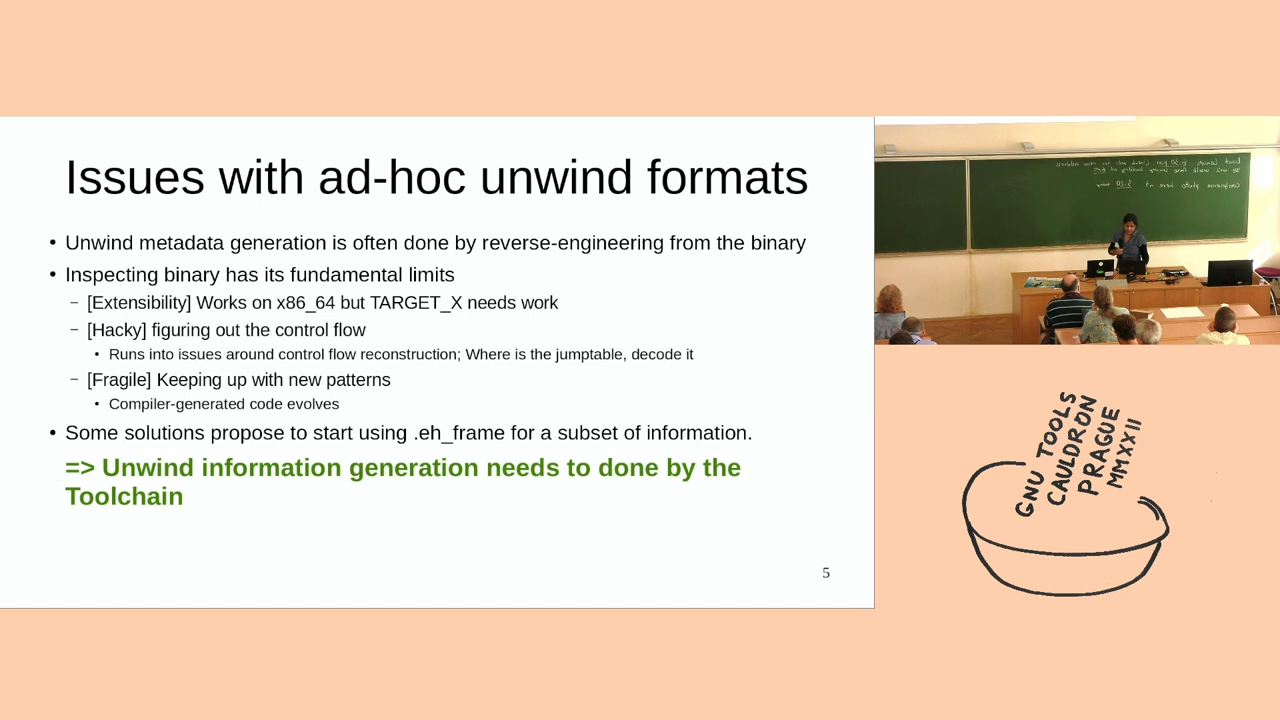 Issues with ad-hoc unwind formats
• Unwind metadata generation is often done by reverse-engineering from the binary
• Inspecting binary has its fundamental limits
– [Extensibility] Works on x86_64 but TARGET_X needs work
– [Hacky] figuring out the control flow
• Runs into issues around control flow reconstruction; Where is the jumptable, decode it
– [Fragile] Keeping up with new patterns
• Compiler-generated code evolves
• Some solutions propose to start using .eh_frame for a subset of information.
=> Unwind information generation needs to done by the
Toolchain
5
GNU TOOLS
CAULDRON
PRAGUE
MMXXII